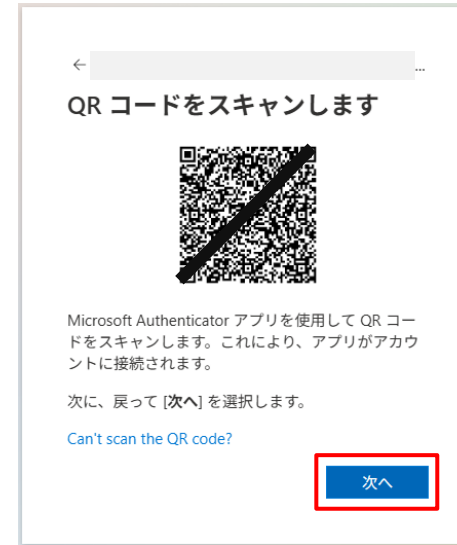 ...
QR コードをスキャンします
Microsoft Authenticator アプリを使用して QR コー
ドをスキャンします。これにより、アプリがアカウ
ントに接続されます。
次に、戻って [次へ] を選択します。
Can't scan the QR code?
次へ